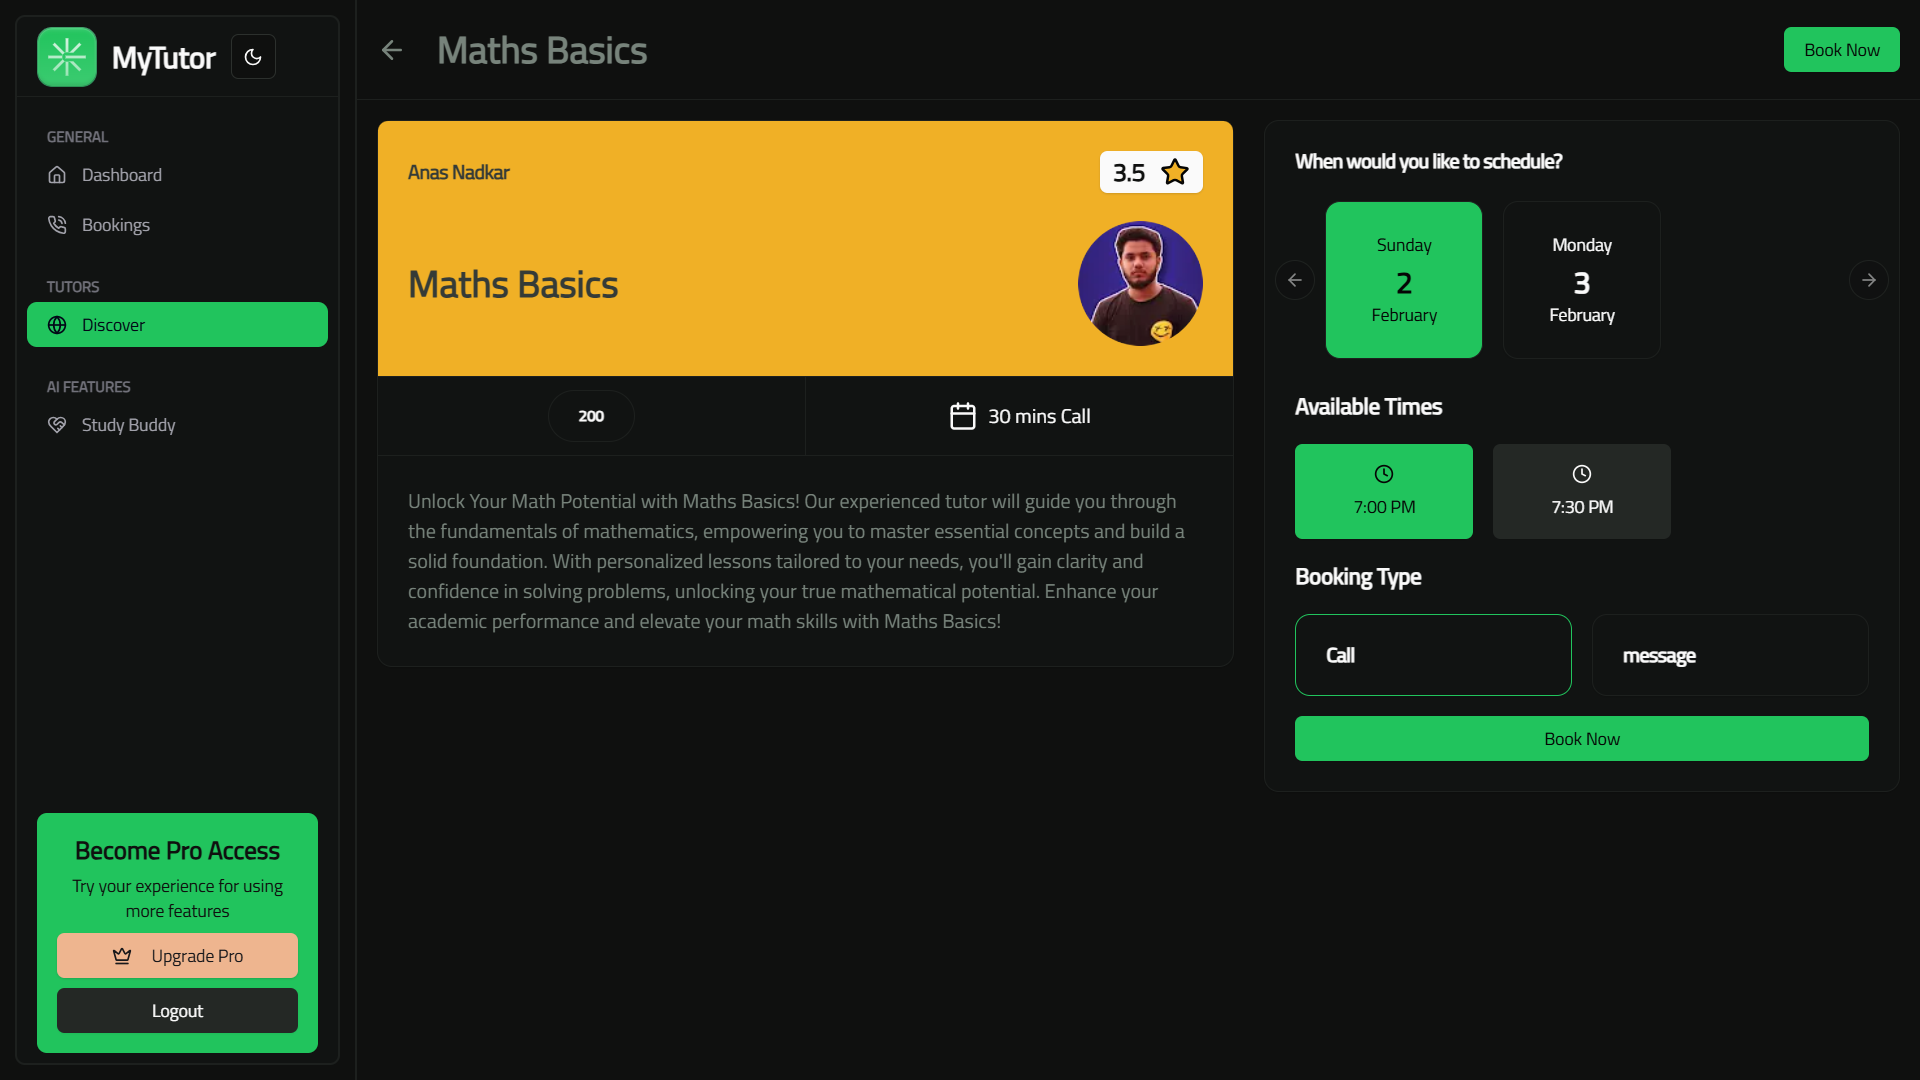 MyTutor
GENERAL
Dashboard
Bookings
TUTORS
Discover
AI FEATURES
Study Buddy
Become Pro Access
Try your experience for using
more features
Upgrade Pro
Logout
Maths Basics
Book Now
Anas Nadkar
3.5
Maths Basics
200
30 mins Call
Unlock Your Math Potential with Maths Basics! Our experienced tutor will guide you through
the fundamentals of mathematics, empowering you to master essential concepts and build a
solid foundation. With personalized lessons tailored to your needs, you'll gain clarity and
confidence in solving problems, unlocking your true mathematical potential. Enhance your
academic performance and elevate your math skills with Maths Basics!
When would you like to schedule?
Sunday
2
February
Monday
3
February
Available Times
7:00 PM
7:30 PM
Booking Type
Call
message
Book Now